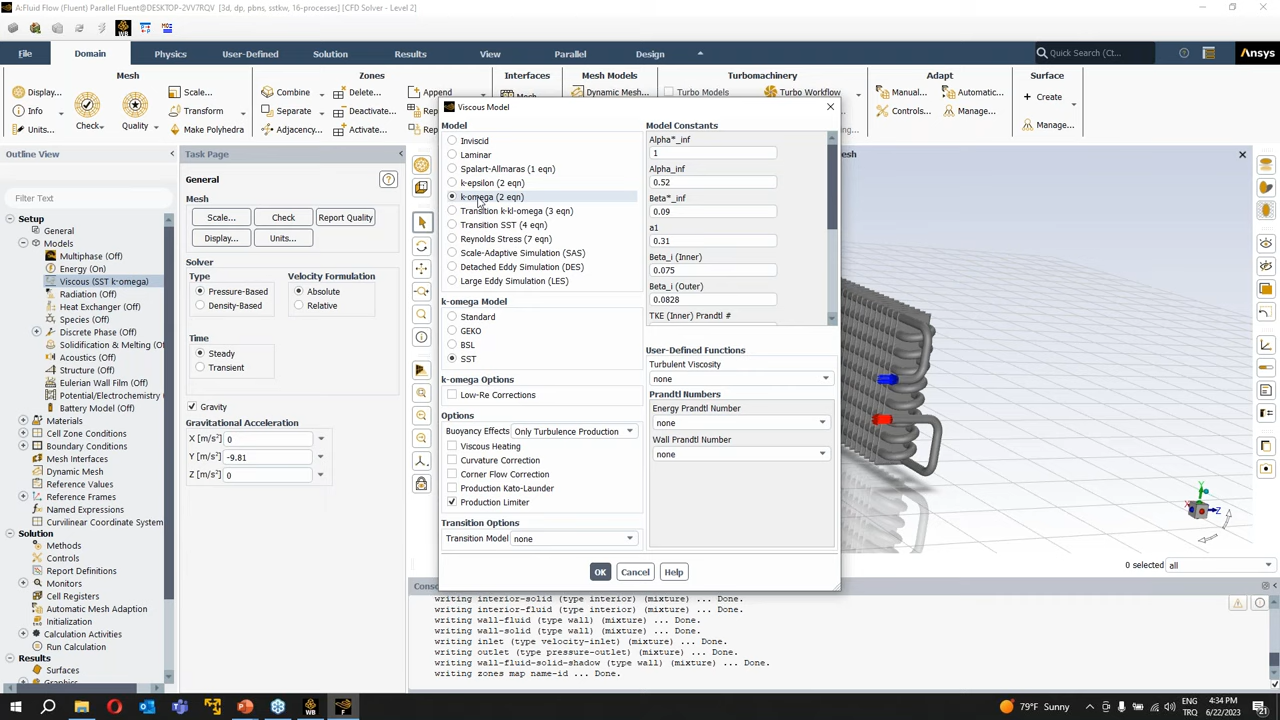 A:Fluid Flow (Fluent) Parallel Fluent@DESKTOP-2VV7RQV [3d, dp, pbns, sstkw, 16-processes] [CFD Solver - Level 2]
File Domain Physics User-Defined Solution Results View Parallel Design
Quick Search (Ct...
Ansys
Mesh Zones Interfaces Mesh Models Turbomachinery Adapt Surface
Display... Scale... Combine Delete... Append Mesh... Dynamic Mesh... Turbo Models Turbo Workflow Manual... Automatic... Create
Info Check Quality Transform Separate Deactivate... Controls... Manage...
Units... Make Polyhedra Adjacency... Activate... Manage...
Outline View
Filter Text
Setup
General
Models
Multiphase (Off)
Energy (On)
Viscous (SST k-omega)
Radiation (Off)
Heat Exchanger (Off)
Species (Off)
Discrete Phase (Off)
Solidification & Melting (Off)
Acoustics (Off)
Structure (Off)
Eulerian Wall Film (Off)
Potential/Electrochemistry
Battery Model (Off)
Materials
Cell Zone Conditions
Boundary Conditions
Mesh Interfaces
Dynamic Mesh
Reference Values
Reference Frames
Named Expressions
Curvilinear Coordinate System
Solution
Methods
Controls
Report Definitions
Monitors
Cell Registers
Automatic Mesh Adaption
Initialization
Calculation Activities
Run Calculation
Results
Surfaces
Graphics
Task Page
General
Mesh
Scale... Check Report Quality
Display... Units...
Solver
Type Velocity Formulation
Pressure-Based Absolute
Density-Based Relative
Time
Steady
Transient
Gravity
Gravitational Acceleration
X [m/s²] 0
Y [m/s²] -9.81
Z [m/s²] 0
Viscous Model
Model
Inviscid
Laminar
Spalart-Allmaras (1 eqn)
k-epsilon (2 eqn)
k-omega (2 eqn)
Transition k-kl-omega (3 eqn)
Transition SST (4 eqn)
Reynolds Stress (7 eqn)
Scale-Adaptive Simulation (SAS)
Detached Eddy Simulation (DES)
Large Eddy Simulation (LES)
k-omega Model
Standard
GEKO
BSL
SST
k-omega Options
Low-Re Corrections
Options
Buoyancy Effects Only Turbulence Production
Viscous Heating
Curvature Correction
Corner Flow Correction
Production Kato-Launder
Production Limiter
Transition Options
Transition Model none
Model Constants
Alpha*_inf
1
Alpha_inf
0.52
Beta*_inf
0.09
a1
0.31
Beta_i (Inner)
0.075
Beta_i (Outer)
0.0828
TKE (Inner) Prandtl #
User-Defined Functions
Turbulent Viscosity
none
Prandtl Numbers
Energy Prandtl Number
none
Wall Prandtl Number
none
OK Cancel Help
esh
Y
X
Z
0 selected all
Conso
writing interior-solid (type interior) (mixture) ... Done.
writing interior-fluid (type interior) (mixture) ... Done.
writing wall-fluid (type wall) (mixture) ... Done.
writing wall-solid (type wall) (mixture) ... Done.
writing inlet (type velocity-inlet) (mixture) ... Done.
writing outlet (type pressure-outlet) (mixture) ... Done.
writing wall-fluid-solid-shadow (type wall) (mixture) ... Done.
writing zones map name-id ... Done.
79°F Sunny
ENG
TRQ
4:34 PM
6/22/2023
21